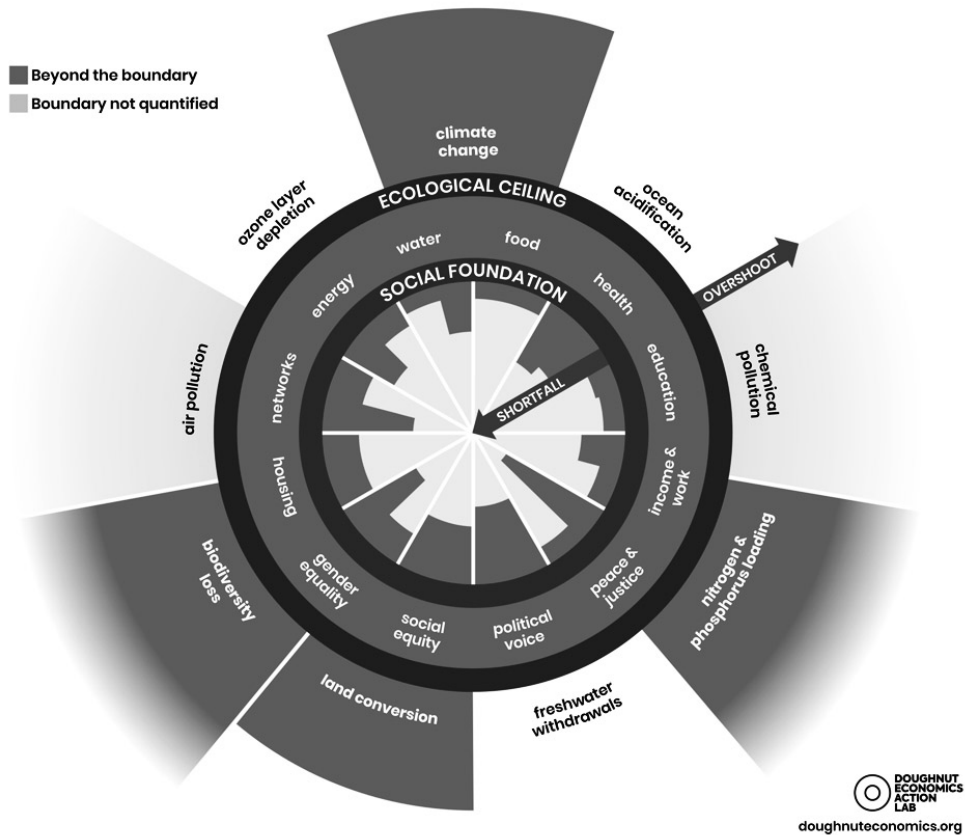 Beyond the boundary
Boundary not quantified
climate
change
ozone layer
depletion
ocean
acidification
ECOLOGICAL CEILING
water
food
energy
health
SOCIAL FOUNDATION
OVERSHOOT
air pollution
networks
SHORTFALL
education
chemical
pollution
housing
income &
work
biodiversity
loss
gender
equality
social
equity
political
voice
peace &
justice
nitrogen &
phosphorus loading
land conversion
freshwater
withdrawals
DOUGHNUT
ECONOMICS
ACTION
LAB
doughnuteconomics.org